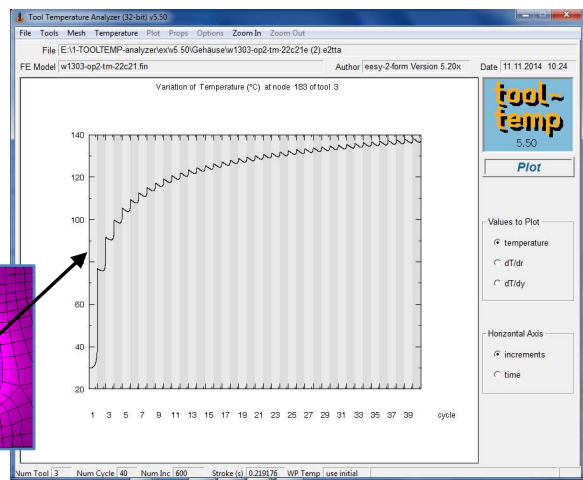 Tool Temperature Analyzer (32-bit) v5.50
File Tools Mesh Temperature Plot Props Options Zoom In Zoom Out
File E:\1-TOOLTEMP-analyzer\ex\v5.50\Gehäuse\w1303-op2-tm-22c21e (2).e2tta
FE Model w1303-op2-tm-22c21.fin Author eesy-2-form Version 5.20x Date 11.11.2014 10:24
Variation of Temperature (°C) at node 183 of tool 3
tool~
temp
5.50
Plot
Values to Plot
temperature
dT/dr
dT/dy
Horizontal Axis
increments
time
140
120
100
80
60
40
20
1 3 5 7 9 11 13 15 17 19 21 23 25 27 29 31 33 35 37 39 cycle
Num Tool 3 Num Cycle 40 Num Inc 600 Stroke (s) 0.219176 WP Temp use initial